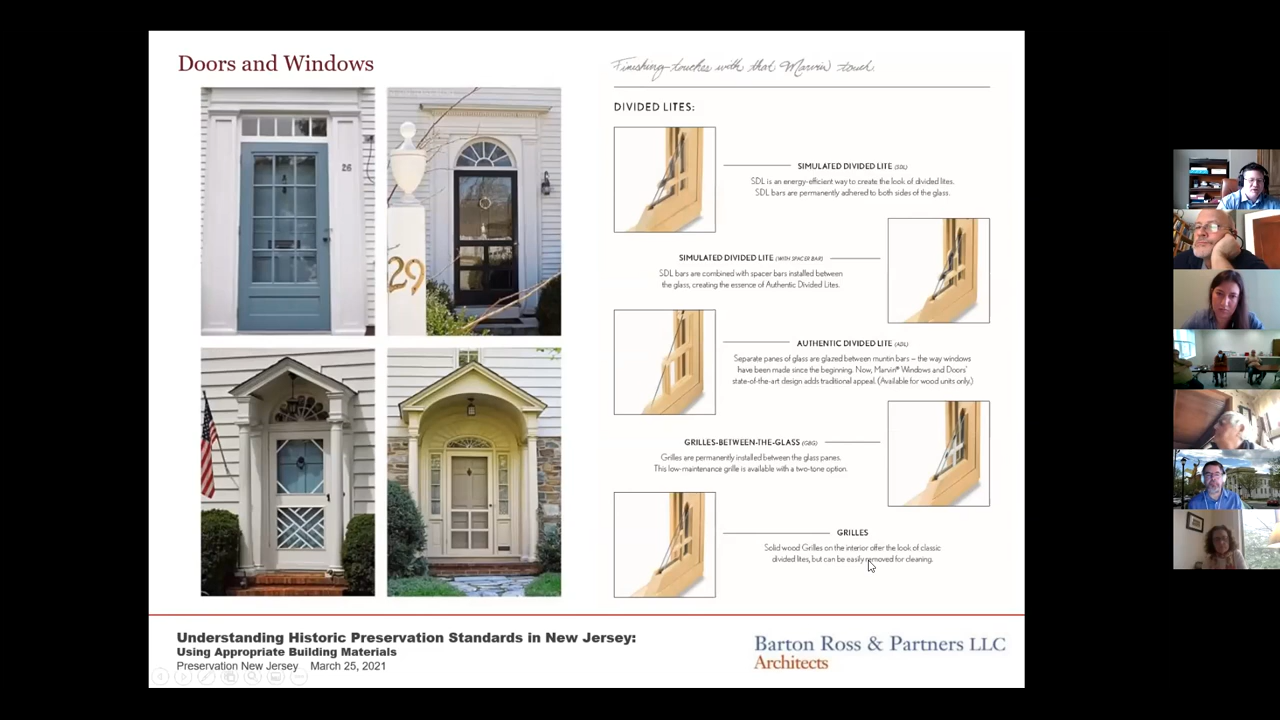 Doors and Windows
26
29
Finishing touches with that Marvin touch.
DIVIDED LITES:
SIMULATED DIVIDED LITE (SDL)
SDL is an energy-efficient way to create the look of divided lites.
SDL bars are permanently adhered to both sides of the glass.
SIMULATED DIVIDED LITE (WITH SPACER BAR)
SDL bars are combined with spacer bars installed between
the glass, creating the essence of Authentic Divided Lites.
AUTHENTIC DIVIDED LITE (ADL)
Separate panes of glass are glazed between muntin bars – the way windows
have been made since the beginning. Now, Marvin® Windows and Doors'
state-of-the-art design adds traditional appeal. (Available for wood units only.)
GRILLES-BETWEEN-THE-GLASS (GBG)
Grilles are permanently installed between the glass panes.
This low-maintenance grille is available with a two-tone option.
GRILLES
Solid wood Grilles on the interior offer the look of classic
divided lites, but can be easily removed for cleaning.
Understanding Historic Preservation Standards in New Jersey:
Using Appropriate Building Materials
Preservation New Jersey March 25, 2021
Barton Ross & Partners LLC
Architects